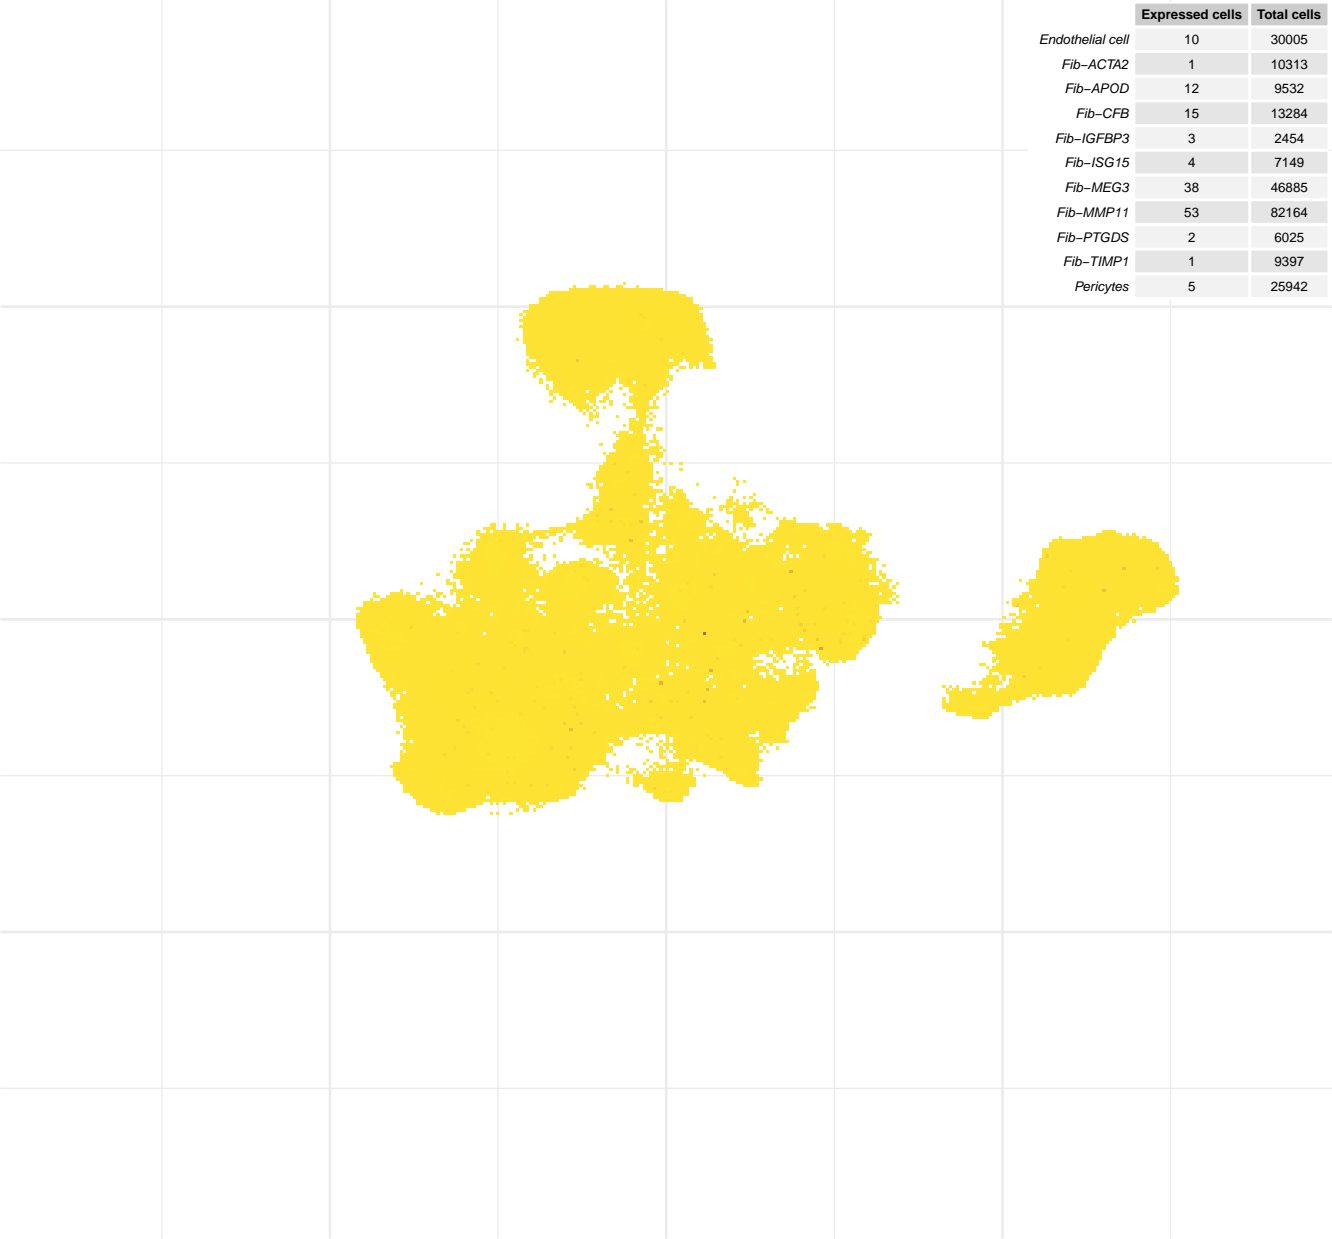 Expressed cells Total cells
Endothelial cell 10 30005
Fib−ACTA2 1 10313
Fib−APOD 12 9532
Fib−CFB 15 13284
Fib−IGFBP3 3 2454
Fib−ISG15 4 7149
Fib−MEG3 38 46885
Fib−MMP11 53 82164
Fib−PTGDS 2 6025
Fib−TIMP1 1 9397
Pericytes 5 25942